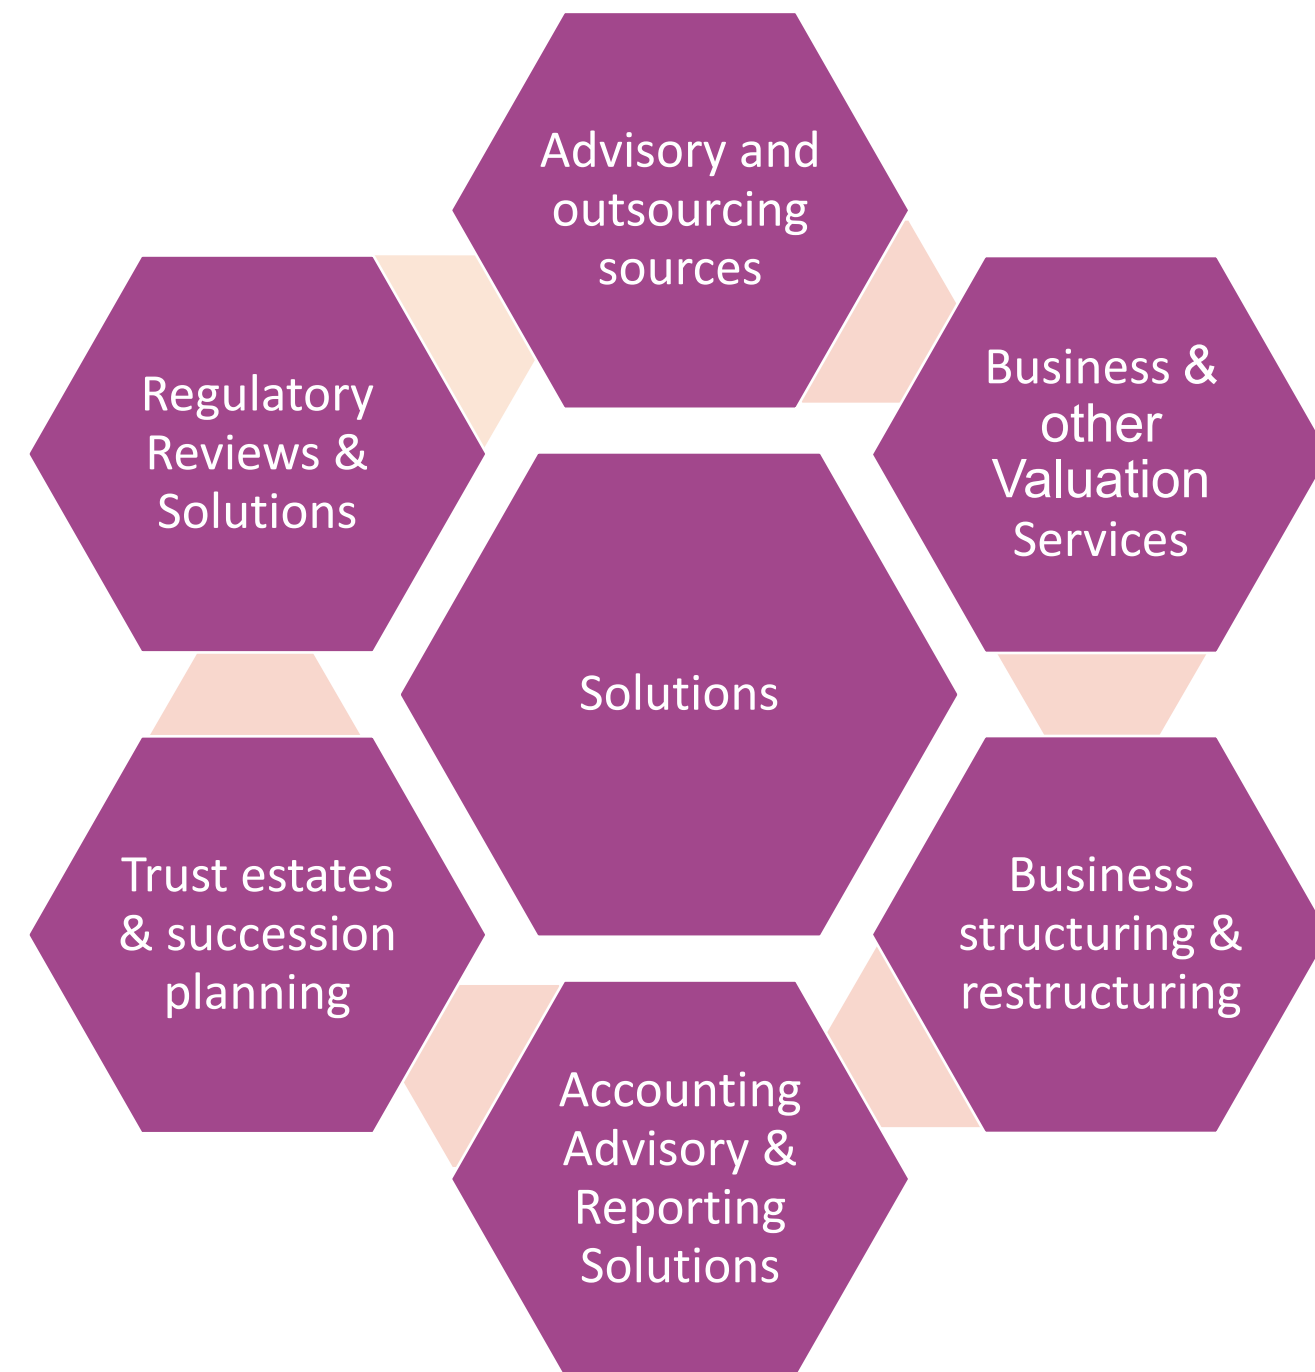 Advisory and
outsourcing
sources
Business &
other
Valuation
Services
Regulatory
Reviews &
Solutions
Solutions
Trust estates
& succession
planning
Business
structuring &
restructuring
Accounting
Advisory &
Reporting
Solutions